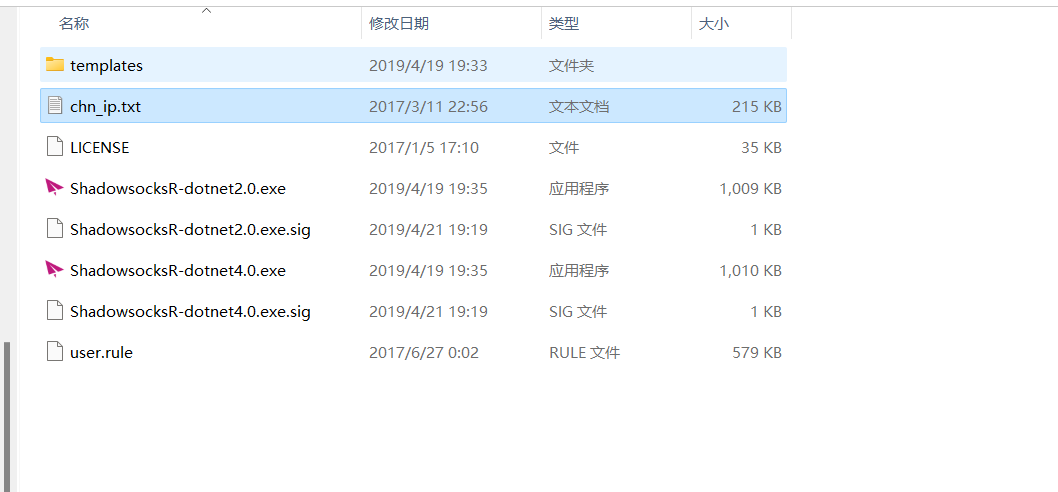 名称 修改日期 类型 大小
templates 2019/4/19 19:33 文件夹
chn_ip.txt 2017/3/11 22:56 文本文档 215 KB
LICENSE 2017/1/5 17:10 文件 35 KB
ShadowsocksR-dotnet2.0.exe 2019/4/19 19:35 应用程序 1,009 KB
ShadowsocksR-dotnet2.0.exe.sig 2019/4/21 19:19 SIG 文件 1 KB
ShadowsocksR-dotnet4.0.exe 2019/4/19 19:35 应用程序 1,010 KB
ShadowsocksR-dotnet4.0.exe.sig 2019/4/21 19:19 SIG 文件 1 KB
user.rule 2017/6/27 0:02 RULE 文件 579 KB